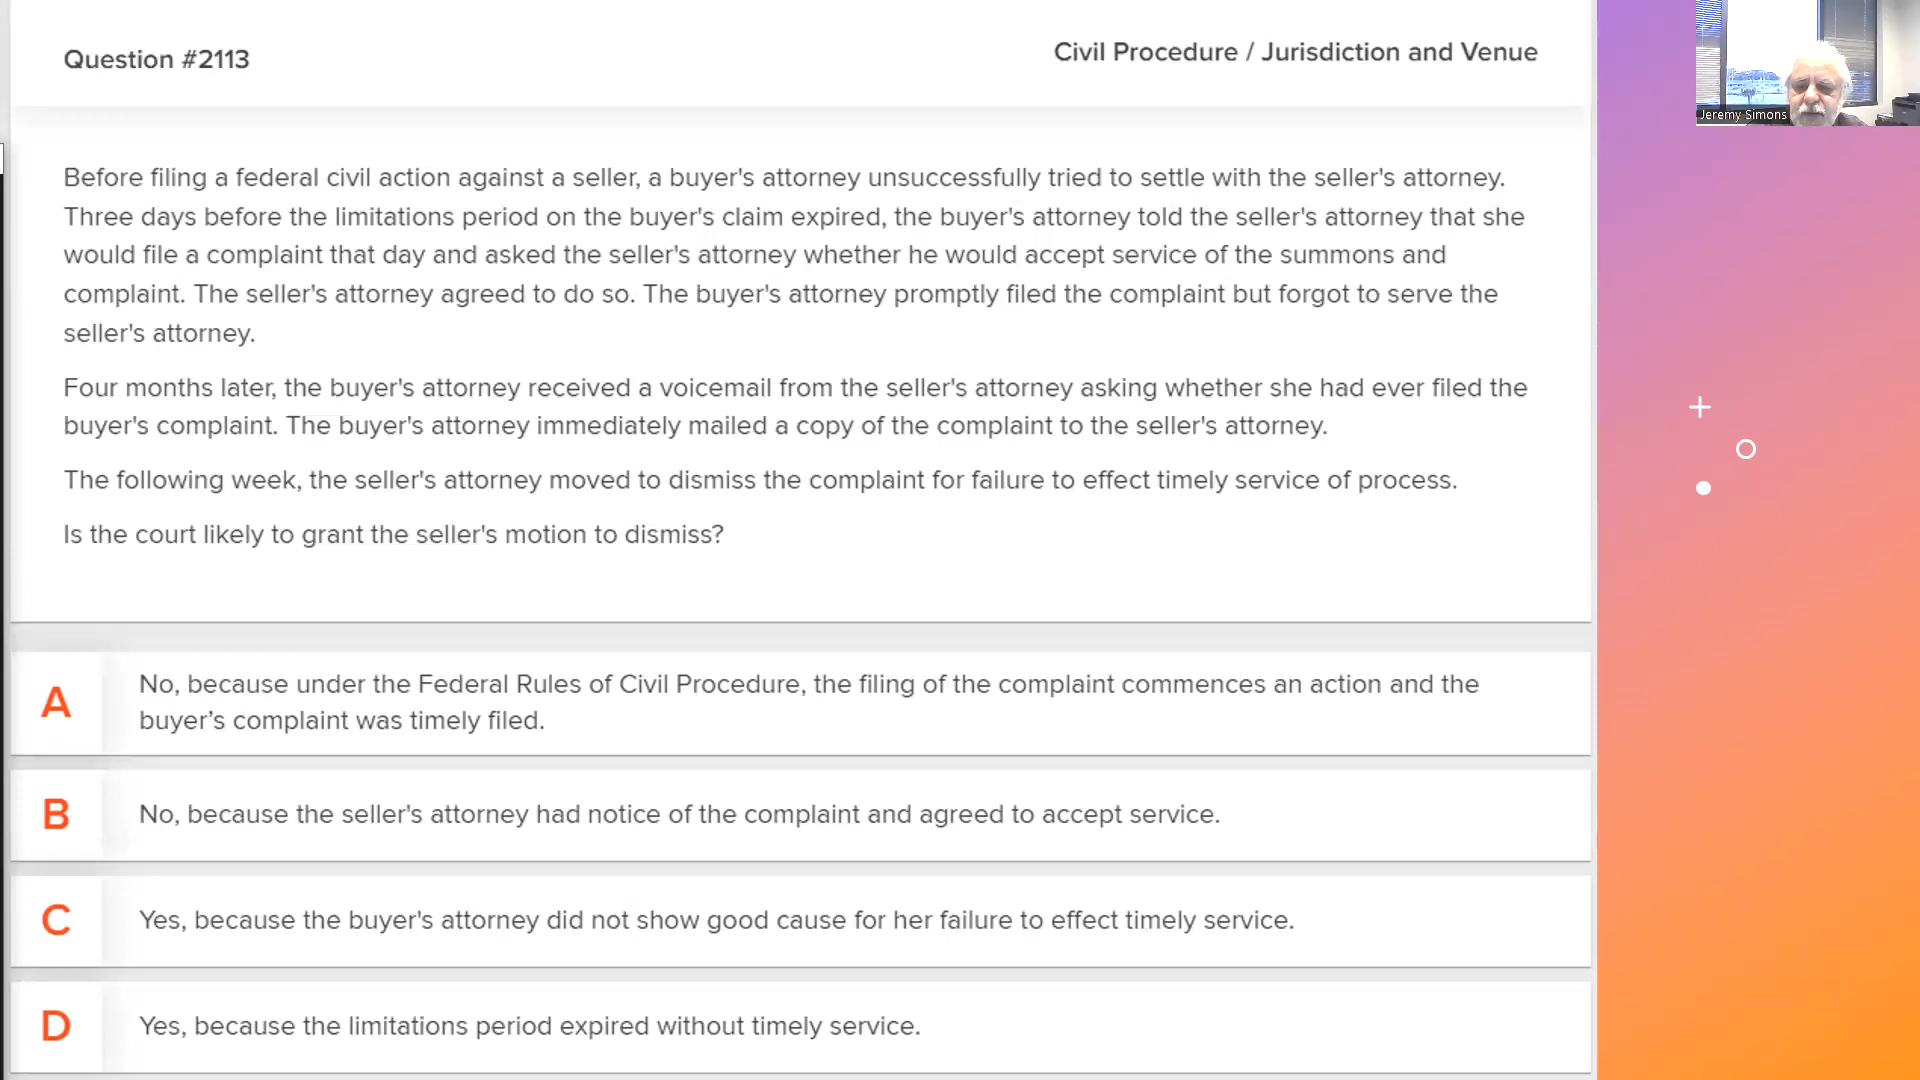 Question #2113
Civil Procedure / Jurisdiction and Venue
Jeremy Simons
Before filing a federal civil action against a seller, a buyer's attorney unsuccessfully tried to settle with the seller's attorney.
Three days before the limitations period on the buyer's claim expired, the buyer's attorney told the seller's attorney that she
would file a complaint that day and asked the seller's attorney whether he would accept service of the summons and
complaint. The seller's attorney agreed to do so. The buyer's attorney promptly filed the complaint but forgot to serve the
seller's attorney.
Four months later, the buyer's attorney received a voicemail from the seller's attorney asking whether she had ever filed the
buyer's complaint. The buyer's attorney immediately mailed a copy of the complaint to the seller's attorney.
The following week, the seller's attorney moved to dismiss the complaint for failure to effect timely service of process.
Is the court likely to grant the seller's motion to dismiss?
A
No, because under the Federal Rules of Civil Procedure, the filing of the complaint commences an action and the
buyer’s complaint was timely filed.
B
No, because the seller's attorney had notice of the complaint and agreed to accept service.
C
Yes, because the buyer's attorney did not show good cause for her failure to effect timely service.
D
Yes, because the limitations period expired without timely service.